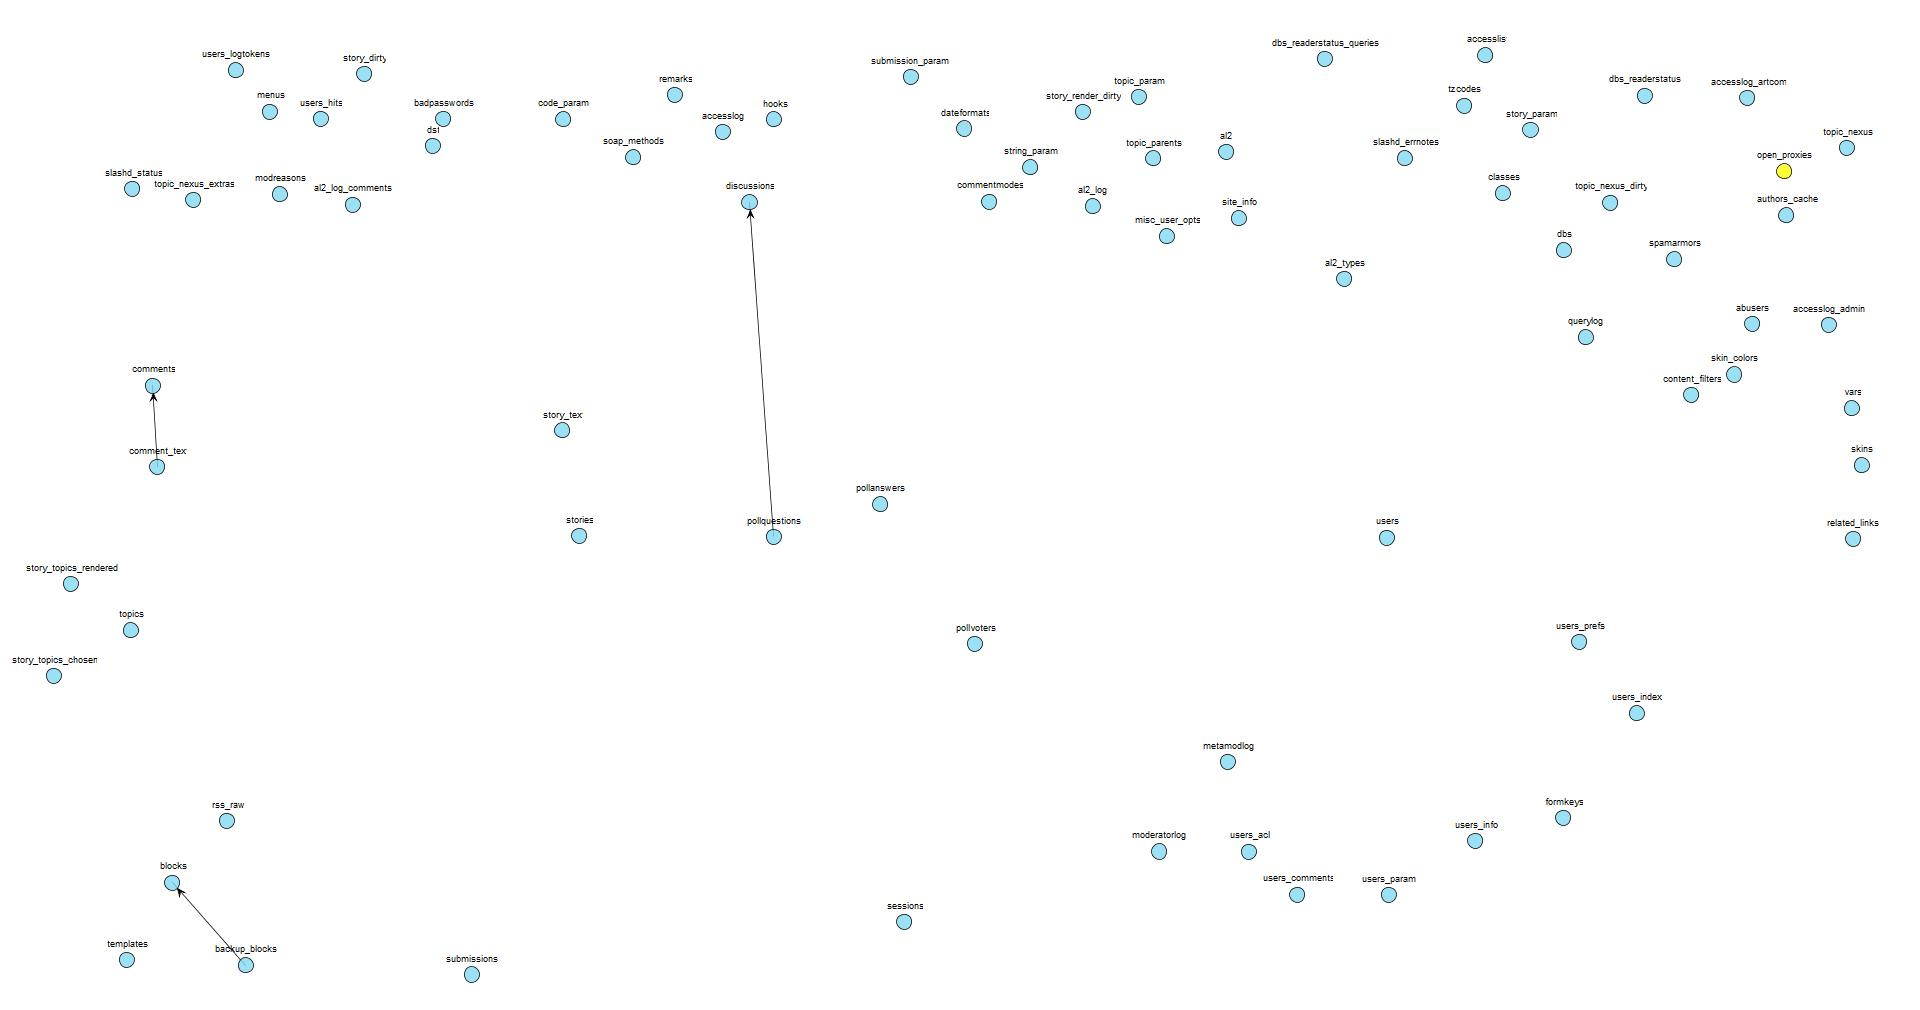 dbs_readerstatus_queries
accesslis
users_logtokens
story_dirty
submission_param
remarks
topic_param
dbs_readerstatus
accesslog_artcom
tzcodes
menus
users_hits
badpasswords
code_param
hooks
story_render_dirty
accesslog
dateformats
story_param
dst
topic_nexus
al2
soap_methods
topic_parents
slashd_errnotes
string_param
open_proxies
slashd_status
topic_nexus_extras
modreasons
al2_log_comments
discussions
commentmodes
al2_log
classes
topic_nexus_dirty
site_info
authors_cache
misc_user_opts
dbs
spamarmors
al2_types
abusers
accesslog_admin
querylog
skin_colors
comments
content_filters
vars
story_tex
comment_tex
skins
pollanswers
stories
pollquestions
users
related_links
story_topics_rendered
topics
pollvoters
users_prefs
story_topics_chosen
users_index
metamodlog
rss_raw
formkeys
moderatorlog
users_acl
users_info
blocks
users_comments
users_param
sessions
templates
backup_blocks
submissions